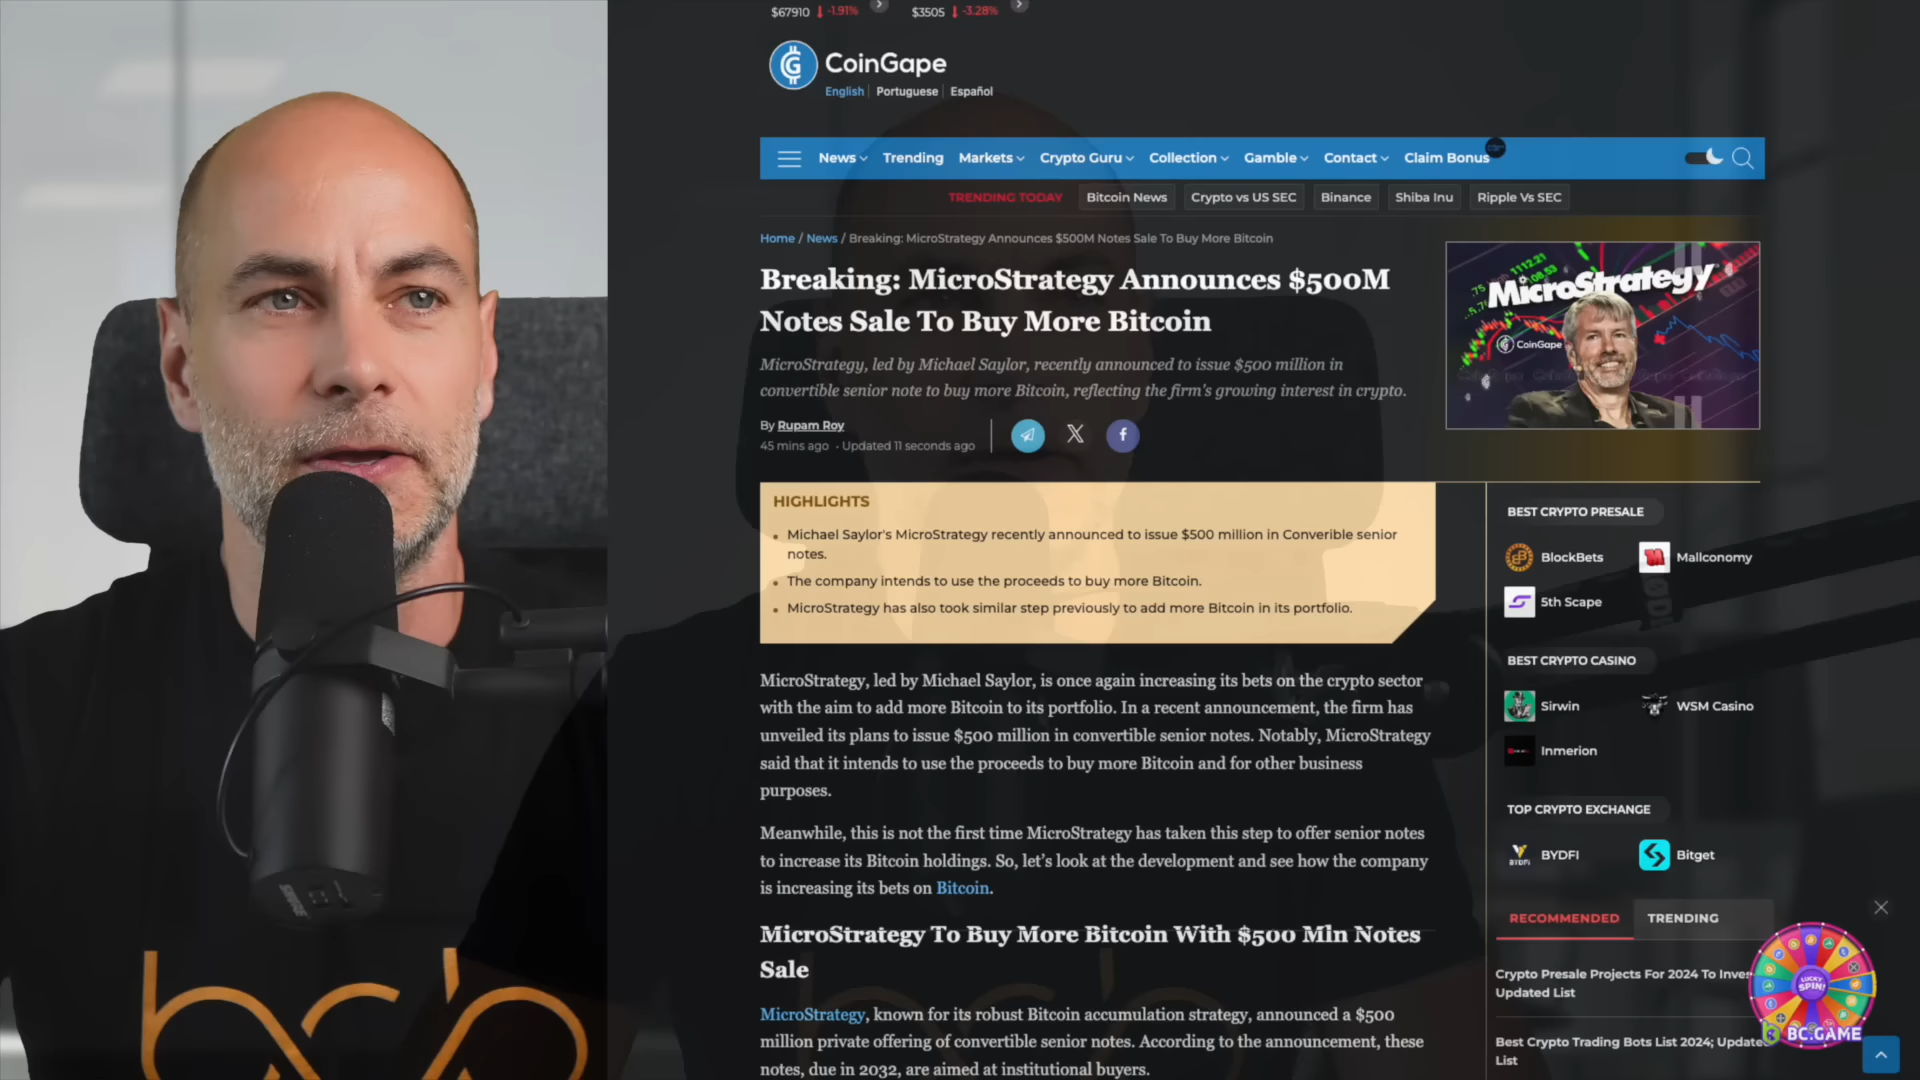 $67910 -1.91% $3505 -3.28%
CoinGape
English Portuguese Español
News Trending Markets Crypto Guru Collection Gamble Contact Claim Bonus
TRENDING TODAY Bitcoin News Crypto vs US SEC Binance Shiba Inu Ripple Vs SEC
Home / News / Breaking: MicroStrategy Announces $500M Notes Sale To Buy More Bitcoin
Breaking: MicroStrategy Announces $500M
Notes Sale To Buy More Bitcoin
MicroStrategy, led by Michael Saylor, recently announced to issue $500 million in
convertible senior note to buy more Bitcoin, reflecting the firm's growing interest in crypto.
By Rupam Roy
45 mins ago · Updated 11 seconds ago
1112.21
MicroStrategy
CoinGape
HIGHLIGHTS
Michael Saylor's MicroStrategy recently announced to issue $500 million in Converible senior
notes.
The company intends to use the proceeds to buy more Bitcoin.
MicroStrategy has also took similar step previously to add more Bitcoin in its portfolio.
MicroStrategy, led by Michael Saylor, is once again increasing its bets on the crypto sector
with the aim to add more Bitcoin to its portfolio. In a recent announcement, the firm has
unveiled its plans to issue $500 million in convertible senior notes. Notably, MicroStrategy
said that it intends to use the proceeds to buy more Bitcoin and for other business
purposes.
Meanwhile, this is not the first time MicroStrategy has taken this step to offer senior notes
to increase its Bitcoin holdings. So, let's look at the development and see how the company
is increasing its bets on Bitcoin.
MicroStrategy To Buy More Bitcoin With $500 Mln Notes
Sale
MicroStrategy, known for its robust Bitcoin accumulation strategy, announced a $500
million private offering of convertible senior notes. According to the announcement, these
notes, due in 2032, are aimed at institutional buyers.
BEST CRYPTO PRESALE
BlockBets Mallconomy
5th Scape
BEST CRYPTO CASINO
Sirwin WSM Casino
Inmerion
TOP CRYPTO EXCHANGE
BYDFI BYDFI Bitget
RECOMMENDED TRENDING
Crypto Presale Projects For 2024 To Inves
Updated List
Best Crypto Trading Bots List 2024; Update
List
LUCKY
SPIN!
BC.GAME
bcb